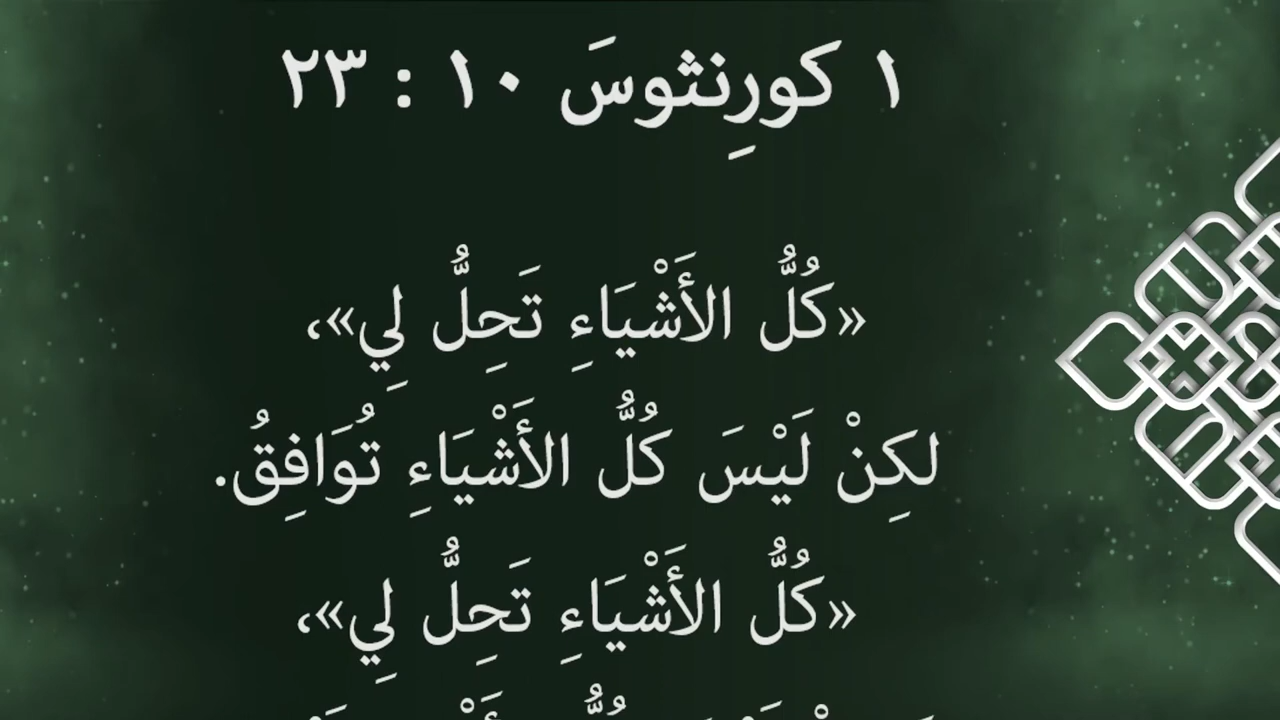 ١ كورِنثوسَ ١٠ : ٢٣
«كُلُّ الأَشْيَاءِ تَحِلُّ لِي»،
لكِنْ لَيْسَ كُلُّ الأَشْيَاءِ تُوَافِقُ.
«كُلُّ الأَشْيَاءِ تَحِلُّ لِي»،